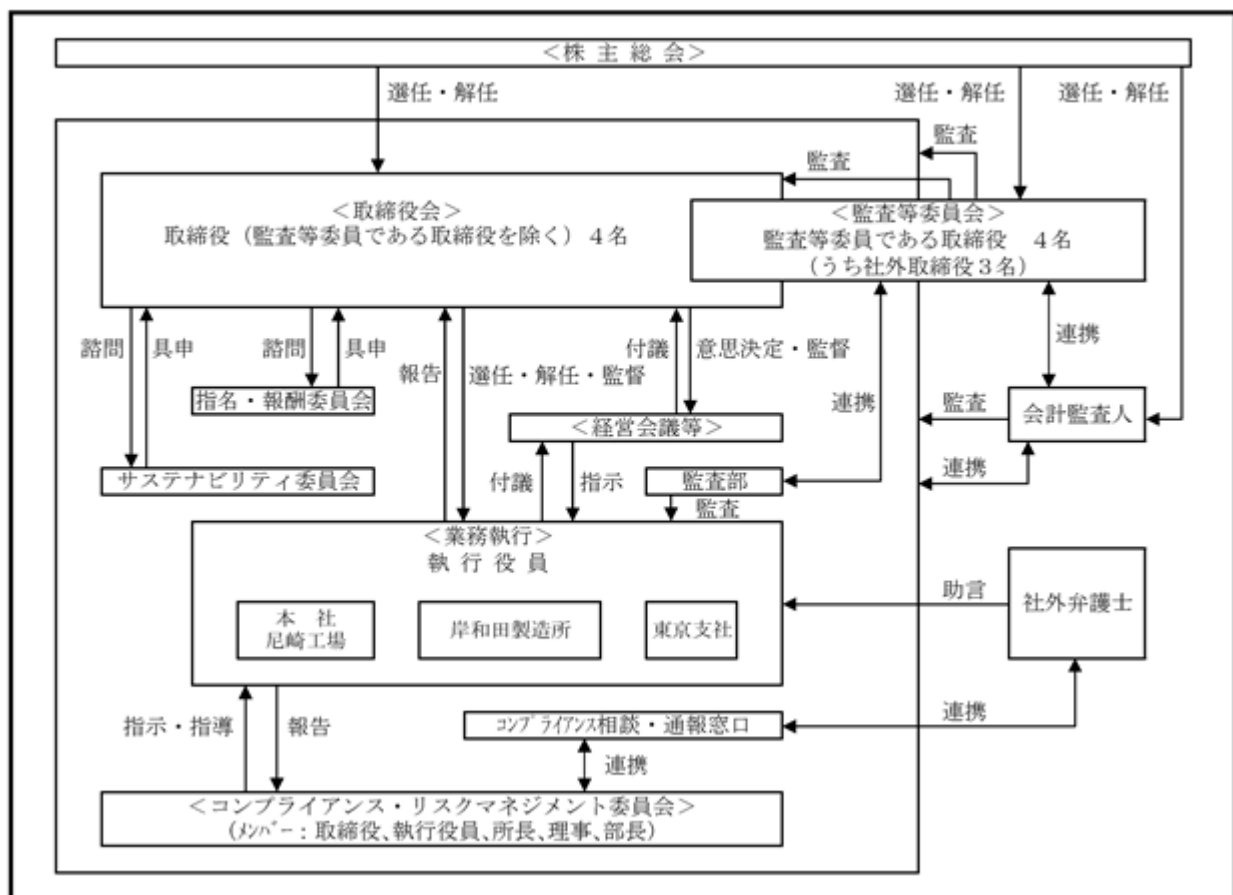 ＜株 主 総 会＞
選任・解任
選任・解任
選任・解任
監査
監査
＜取締役会＞
取締役（監査等委員である取締役を除く）４名
＜監査等委員会＞
監査等委員である取締役　４名
（うち社外取締役３名）
諮問
具申
諮問
具申
報告
選任・解任・監督
付議
意思決定・監督
連携
連携
指名・報酬委員会
＜経営会議等＞
監査
会計監査人
サステナビリティ委員会
付議
指示
監査部
連携
監査
＜業務執行＞
執 行 役 員
本　社
尼崎工場
岸和田製造所
東京支社
助言
社外弁護士
指示・指導
報告
ｺﾝﾌﾟﾗｲｱﾝｽ相談・通報窓口
連携
連携
＜コンプライアンス・リスクマネジメント委員会＞
（ﾒﾝﾊﾞｰ：取締役､執行役員､所長､理事､部長）